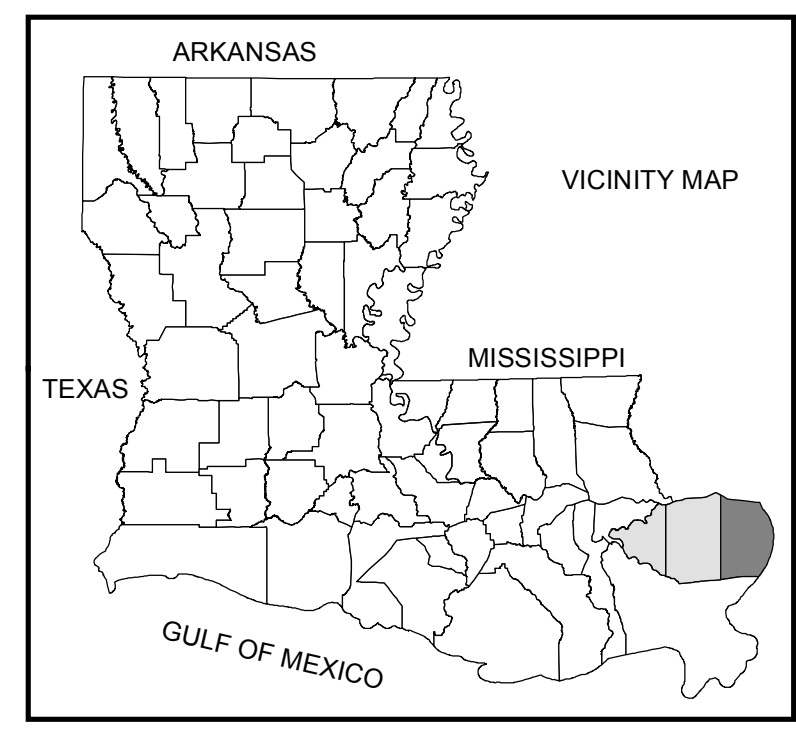 ARKANSAS
VICINITY MAP
MISSISSIPPI
TEXAS
GULF OF MEXICO